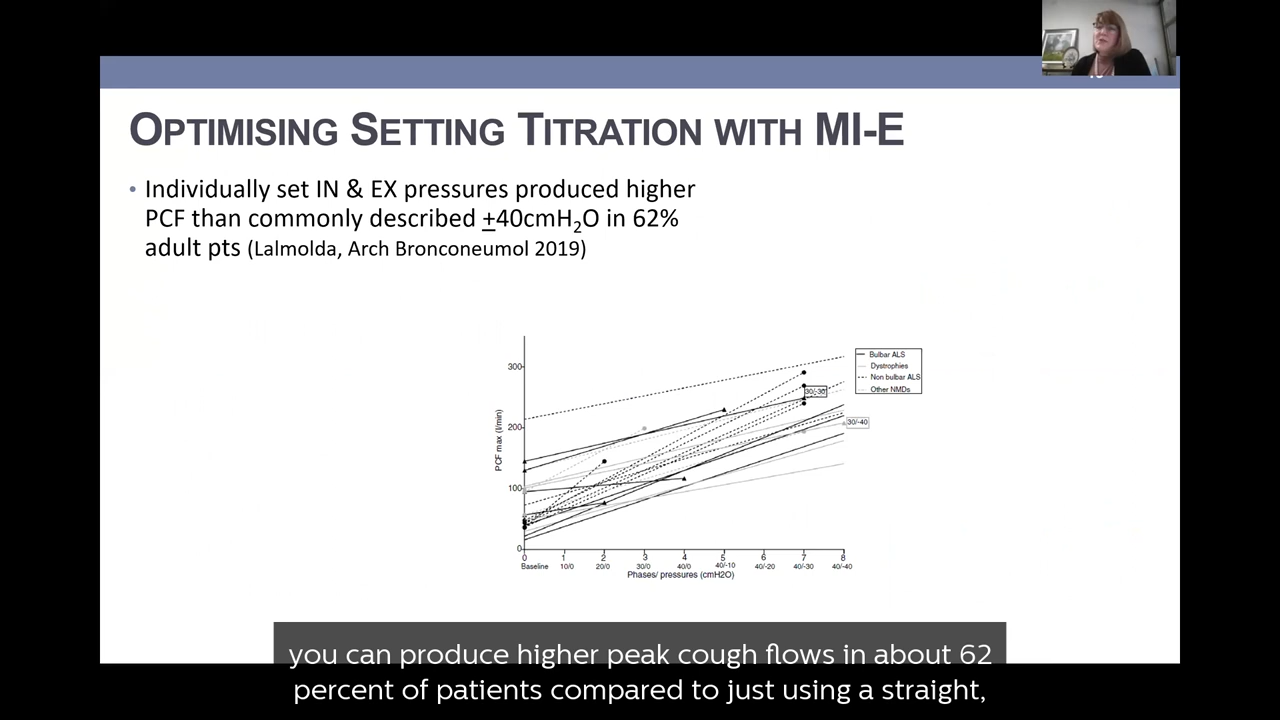 OPTIMISING SETTING TITRATION WITH MI-E
• Individually set IN & EX pressures produced higher
PCF than commonly described ±40cmH₂O in 62%
adult pts (Lalmolda, Arch Bronconeumol 2019)
PCF max (l/min)
300
200
100
0
30/-30
30/-40
Bulbar ALS
Dystrophies
Non bulbar ALS
Other NMDs
0 1 2 3 4 5 6 7 8
Baseline 10/0 20/0 30/0 40/0 40/-10 40/-20 40/-30 40/-40
Phases/ pressures (cmH2O)
you can produce higher peak cough flows in about 62
percent of patients compared to just using a straight,